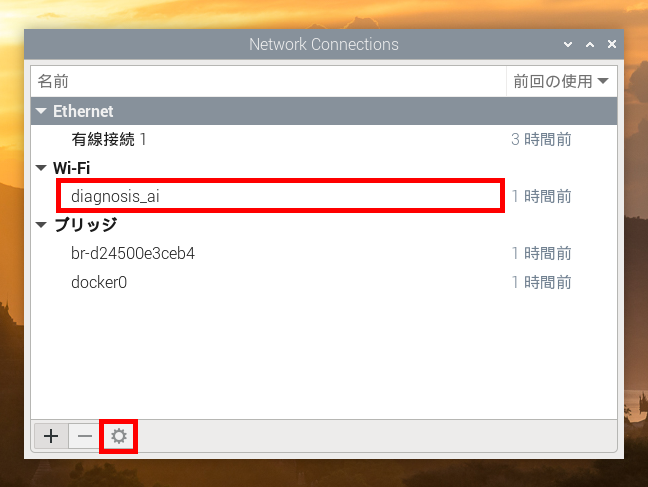 Network Connections
名前 前回の使用
Ethernet
有線接続 1 3 時間前
Wi-Fi
diagnosis_ai 1 時間前
ブリッジ
br-d24500e3ceb4 1 時間前
docker0 1 時間前